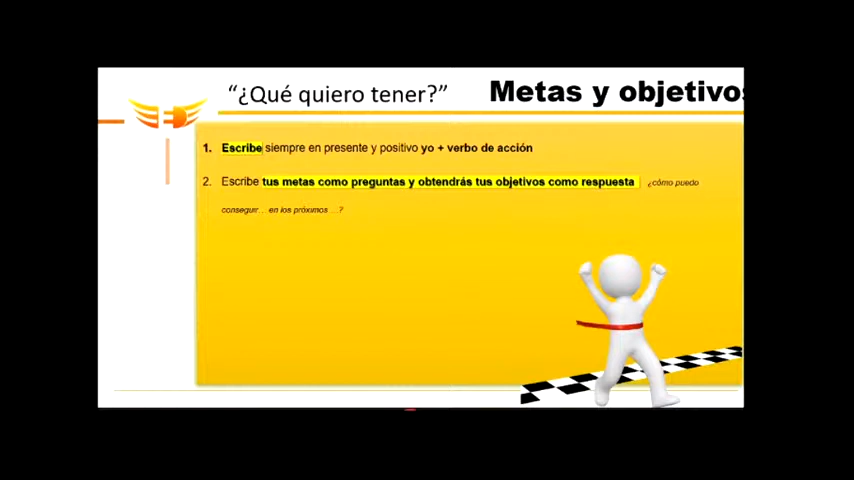 “¿Qué quiero tener?” Metas y objetivos
1. Escribe siempre en presente y positivo yo + verbo de acción
2. Escribe tus metas como preguntas y obtendrás tus objetivos como respuesta ¿cómo puedo
conseguir… en los próximos …?